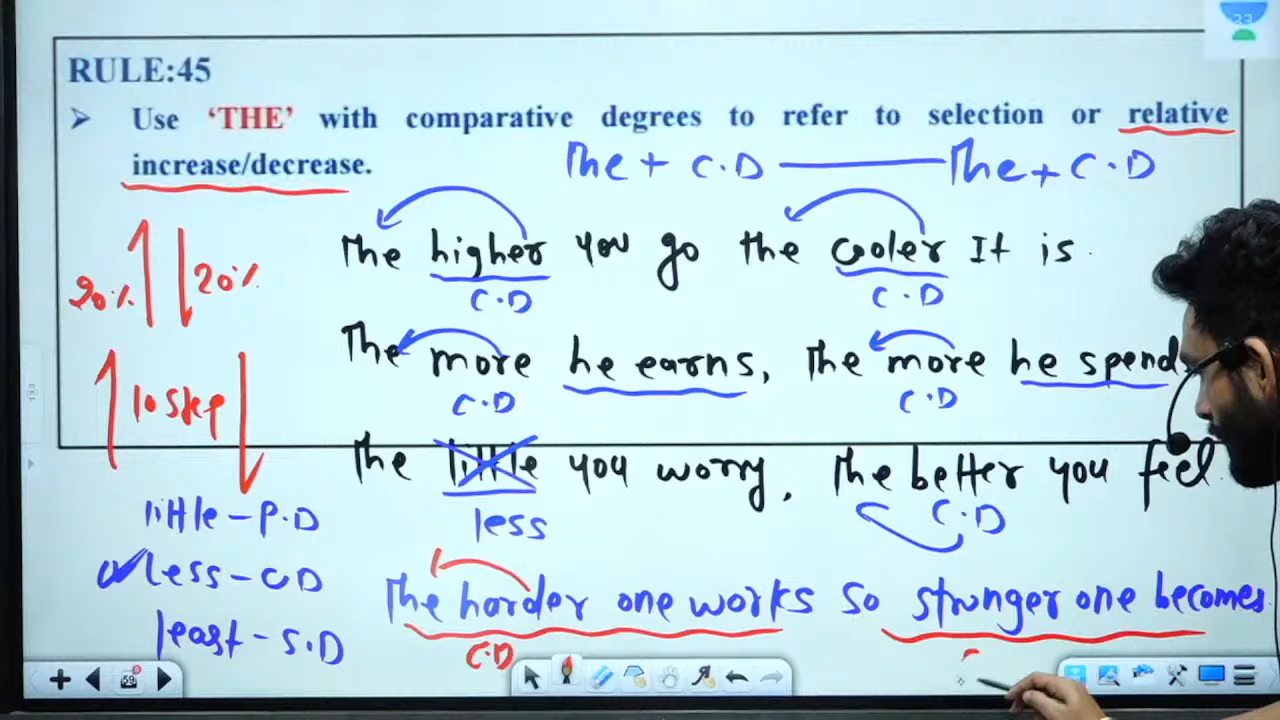 RULE:45
➢ Use ‘THE’ with comparative degrees to refer to selection or relative
increase/decrease.
The + C.D —— The + C.D
The higher you go the cooler It is.
C.D C.D
20% 20%
The more he earns, the more he spend
C.D C.D
10 step
The little you worry, the better you feel.
less C.D
little - P.D
less - CD
least - S.D
The harder one works so stronger one becomes.
C.D
59